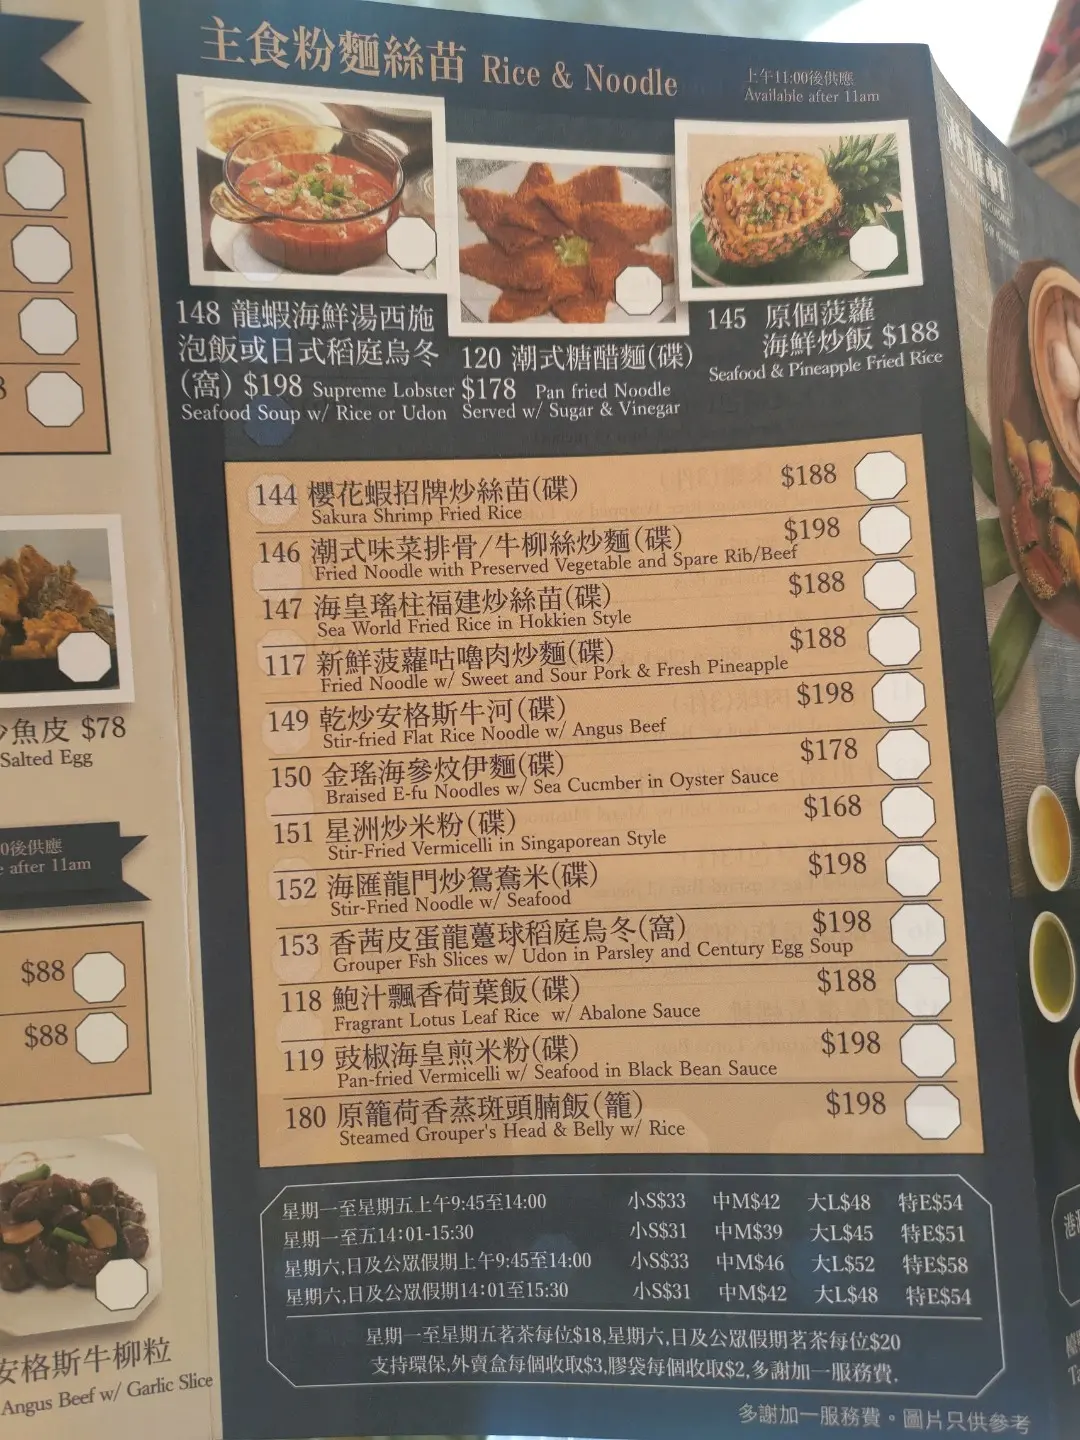 主食粉麵絲苗 Rice & Noodle
上午11:00後供應
Available after 11am
148 龍蝦海鮮湯西施
泡飯或日式稻庭烏冬
(窩) $198 Supreme Lobster
Seafood Soup w/ Rice or Udon
120 潮式糖醋麵(碟)
$178 Pan fried Noodle
Served w/ Sugar & Vinegar
145 原個菠蘿
海鮮炒飯 $188
Seafood & Pineapple Fried Rice
144 櫻花蝦招牌炒絲苗(碟) $188
Sakura Shrimp Fried Rice
146 潮式味菜排骨/牛柳絲炒麵(碟) $198
Fried Noodle with Preserved Vegetable and Spare Rib/Beef
147 海皇瑤柱福建炒絲苗(碟) $188
Sea World Fried Rice in Hokkien Style
117 新鮮菠蘿咕嚕肉炒麵(碟) $188
Fried Noodle w/ Sweet and Sour Pork & Fresh Pineapple
149 乾炒安格斯牛河(碟) $198
Stir-fried Flat Rice Noodle w/ Angus Beef
150 金瑤海參炆伊麵(碟) $178
Braised E-fu Noodles w/ Sea Cucmber in Oyster Sauce
151 星洲炒米粉(碟) $168
Stir-Fried Vermicelli in Singaporean Style
152 海匯龍門炒鴛鴦米(碟) $198
Stir-Fried Noodle w/ Seafood
153 香茜皮蛋龍躉球稻庭烏冬(窩) $198
Grouper Fsh Slices w/ Udon in Parsley and Century Egg Soup
118 鮑汁飄香荷葉飯(碟) $188
Fragrant Lotus Leaf Rice w/ Abalone Sauce
119 豉椒海皇煎米粉(碟) $198
Pan-fried Vermicelli w/ Seafood in Black Bean Sauce
180 原籠荷香蒸斑頭腩飯(籠) $198
Steamed Grouper's Head & Belly w/ Rice
星期一至星期五上午9:45至14:00 小S$33 中M$42 大L$48 特E$54
星期一至五14:01-15:30 小S$31 中M$39 大L$45 特E$51
星期六,日及公眾假期上午9:45至14:00 小S$33 中M$46 大L$52 特E$58
星期六,日及公眾假期14:01至15:30 小S$31 中M$42 大L$48 特E$54
星期一至星期五茗茶每位$18,星期六,日及公眾假期茗茶每位$20
支持環保,外賣盒每個收取$3,膠袋每個收取$2,多謝加一服務費.
多謝加一服務費。圖片只供參考
魚皮 $78
Salted Egg
0後供應
after 11am
$88
$88
安格斯牛柳粒
Angus Beef w/ Garlic Slice